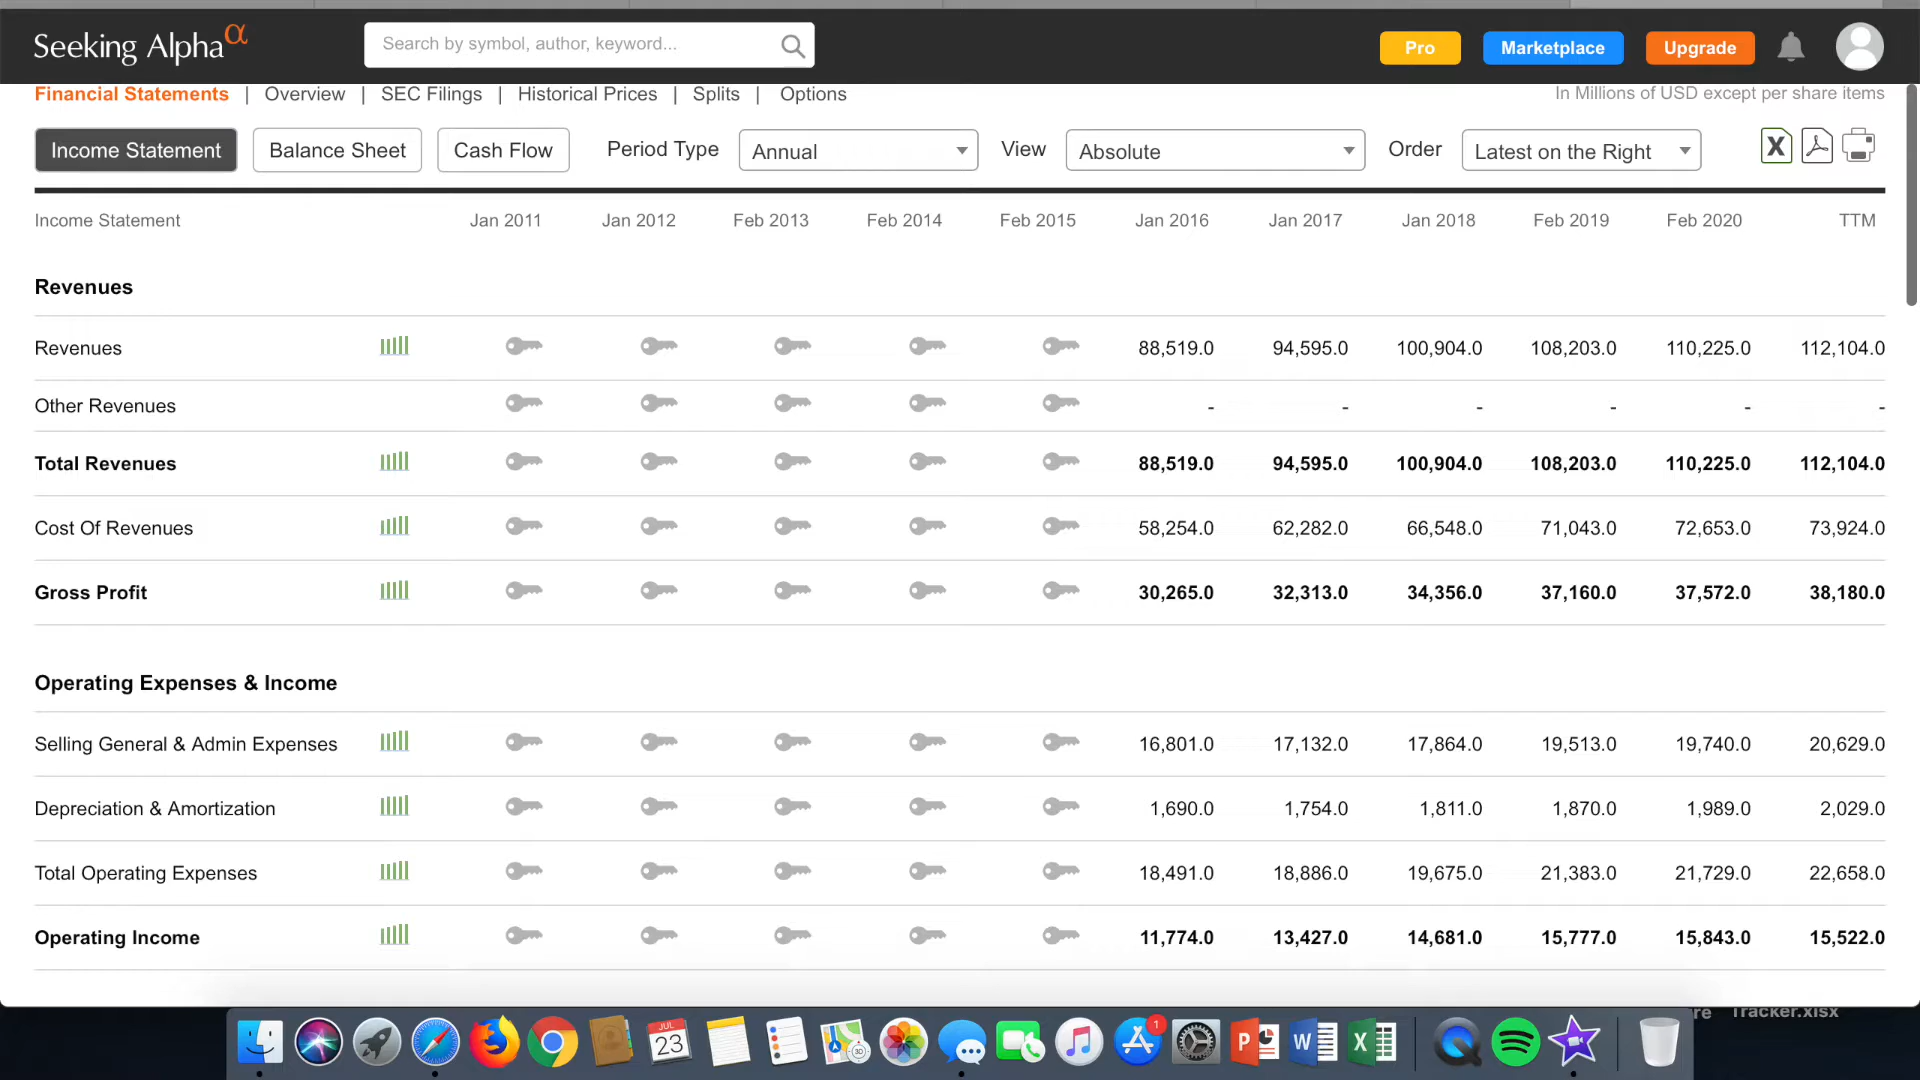 Seeking Alpha α
Search by symbol, author, keyword...
Pro
Marketplace
Upgrade
Financial Statements | Overview | SEC Filings | Historical Prices | Splits | Options
In Millions of USD except per share items
Income Statement
Balance Sheet
Cash Flow
Period Type
Annual
View
Absolute
Order
Latest on the Right
X
Income Statement Jan 2011 Jan 2012 Feb 2013 Feb 2014 Feb 2015 Jan 2016 Jan 2017 Jan 2018 Feb 2019 Feb 2020 TTM
Revenues
Revenues 88,519.0 94,595.0 100,904.0 108,203.0 110,225.0 112,104.0
Other Revenues - - - - - -
Total Revenues 88,519.0 94,595.0 100,904.0 108,203.0 110,225.0 112,104.0
Cost Of Revenues 58,254.0 62,282.0 66,548.0 71,043.0 72,653.0 73,924.0
Gross Profit 30,265.0 32,313.0 34,356.0 37,160.0 37,572.0 38,180.0
Operating Expenses & Income
Selling General & Admin Expenses 16,801.0 17,132.0 17,864.0 19,513.0 19,740.0 20,629.0
Depreciation & Amortization 1,690.0 1,754.0 1,811.0 1,870.0 1,989.0 2,029.0
Total Operating Expenses 18,491.0 18,886.0 19,675.0 21,383.0 21,729.0 22,658.0
Operating Income 11,774.0 13,427.0 14,681.0 15,777.0 15,843.0 15,522.0
re Tracker.xlsx
JUL
23
1
P
W
X